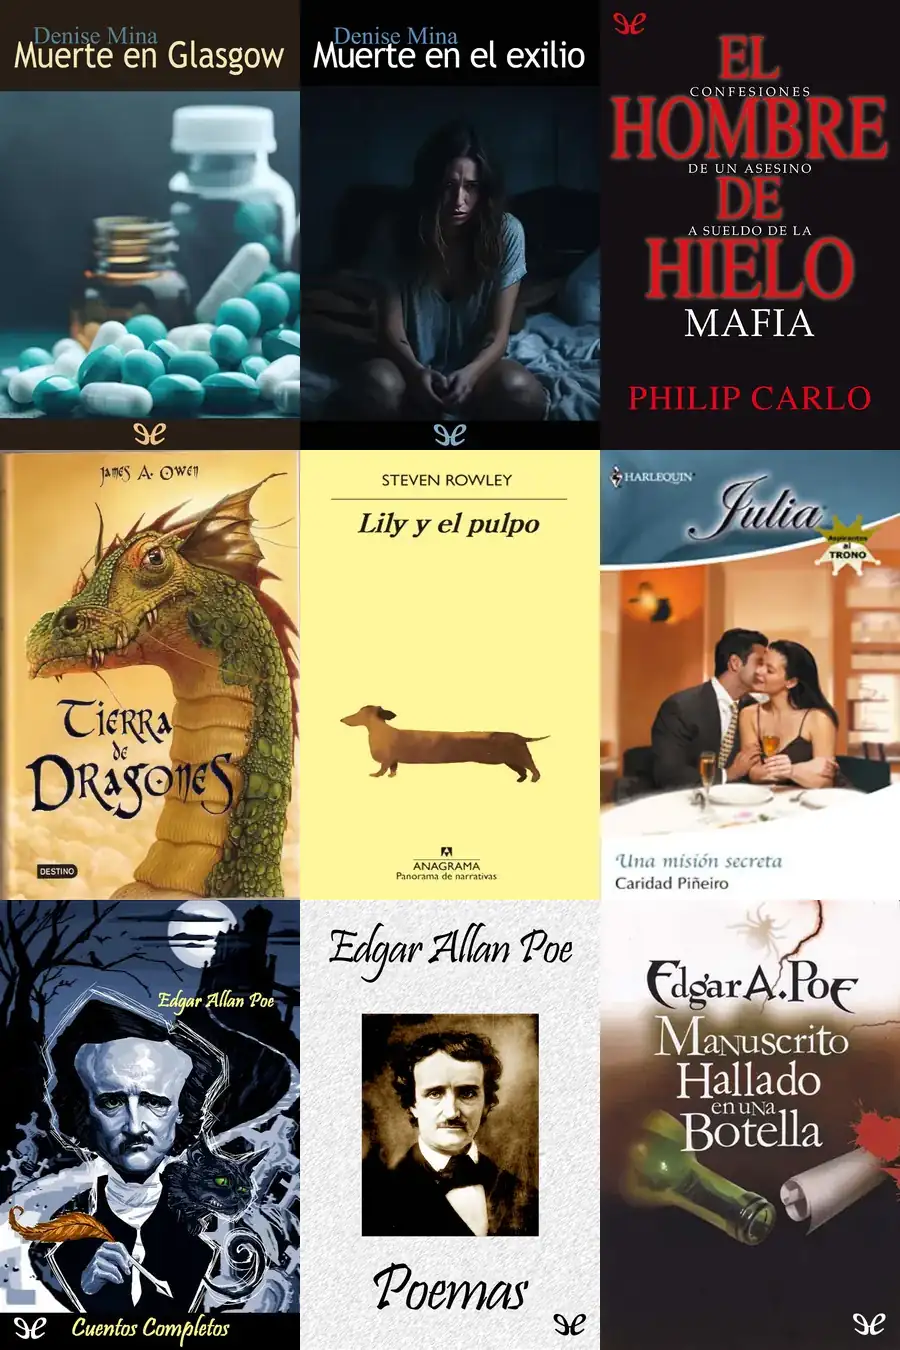 Denise Mina
Muerte en Glasgow
Denise Mina
Muerte en el exilio
EL
CONFESIONES
HOMBRE
DE UN ASESINO
DE
A SUELDO DE LA
HIELO
MAFIA
PHILIP CARLO
James A. Owen
Tierra
de
Dragones
DESTINO
STEVEN ROWLEY
Lily y el pulpo
ANAGRAMA
Panorama de narrativas
HARLEQUIN
Julia
Aspirantes
al
TRONO
Una misión secreta
Caridad Piñeiro
Edgar Allan Poe
Cuentos Completos
Edgar Allan Poe
Poemas
Edgar A. Poe
Manuscrito
Hallado
en una
Botella